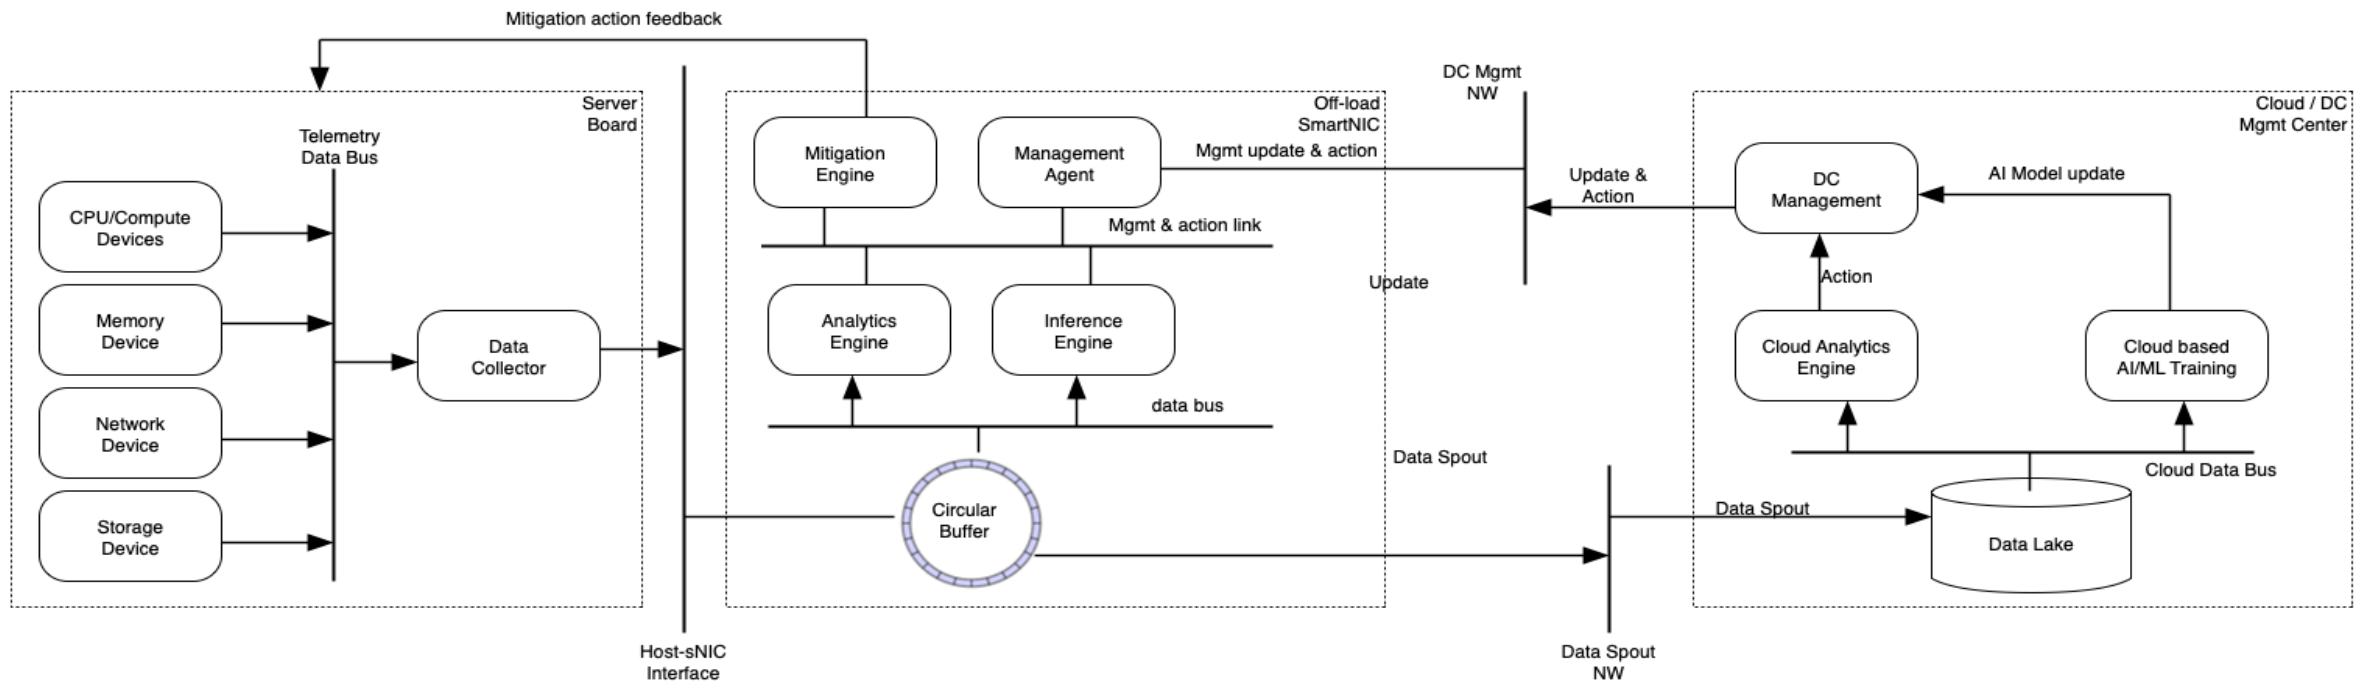 Mitigation action feedback
Server
Board
Telemetry
Data Bus
CPU/Compute
Devices
Memory
Device
Network
Device
Storage
Device
Data
Collector
Host-sNIC
Interface
Off-load
SmartNIC
Mitigation
Engine
Management
Agent
Mgmt update & action
Mgmt & action link
Analytics
Engine
Inference
Engine
data bus
Circular
Buffer
Update
Data Spout
DC Mgmt
NW
Update &
Action
Data Spout
NW
Cloud / DC
Mgmt Center
DC
Management
AI Model update
Action
Cloud Analytics
Engine
Cloud based
AI/ML Training
Cloud Data Bus
Data Spout
Data Lake